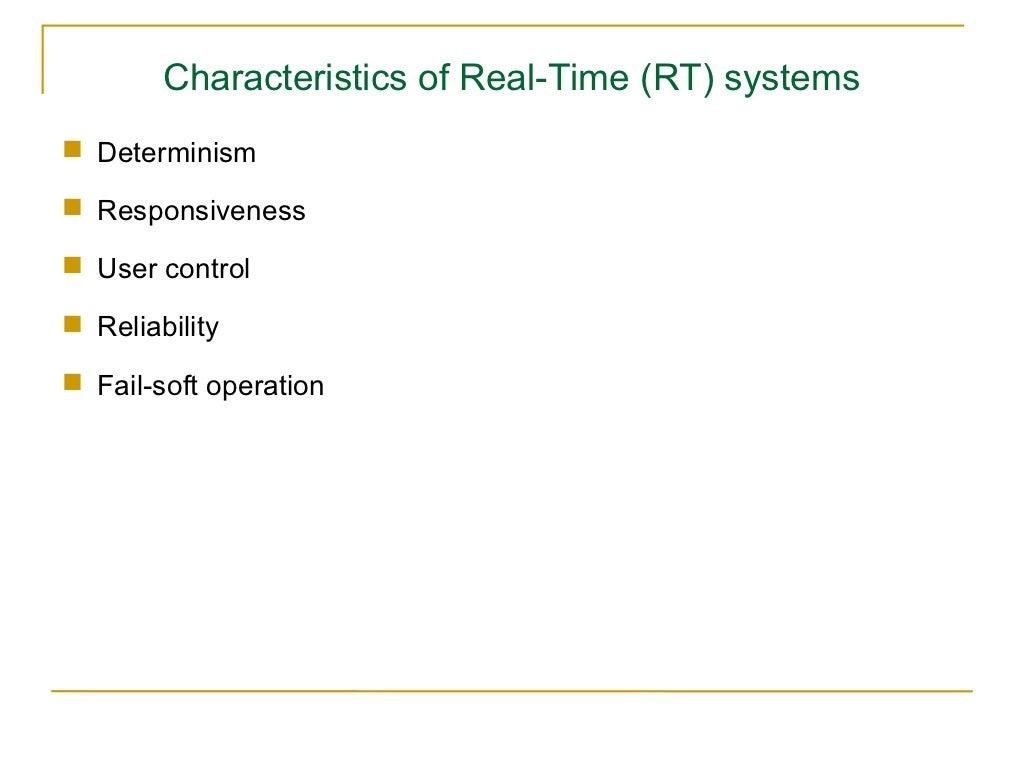 Characteristics of Real-Time (RT) systems
Determinism
Responsiveness
User control
Reliability
Fail-soft operation